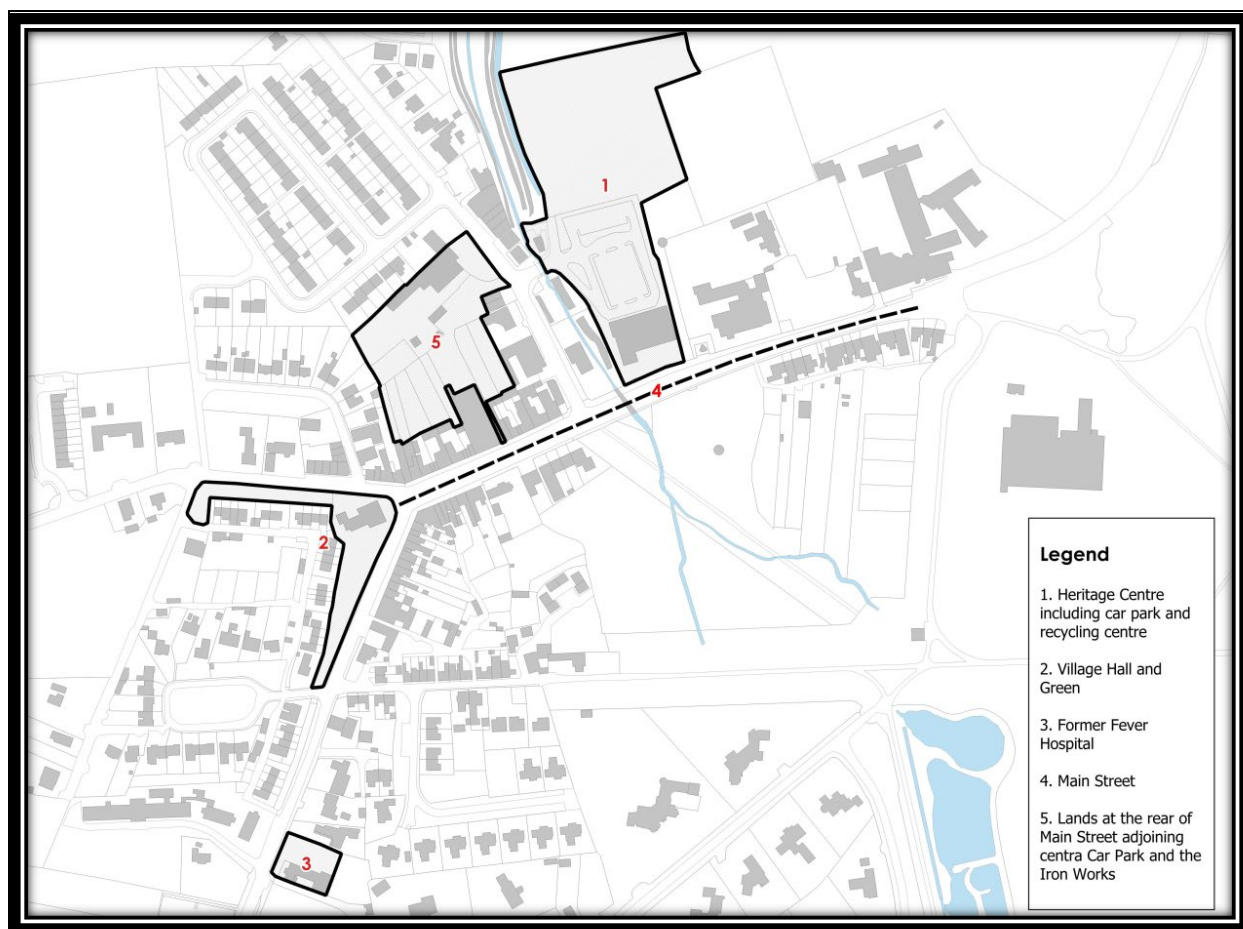 1
5
4
2
3
Legend
1. Heritage Centre
including car park and
recycling centre
2. Village Hall and
Green
3. Former Fever
Hospital
4. Main Street
5. Lands at the rear of
Main Street adjoining
centra Car Park and the
Iron Works